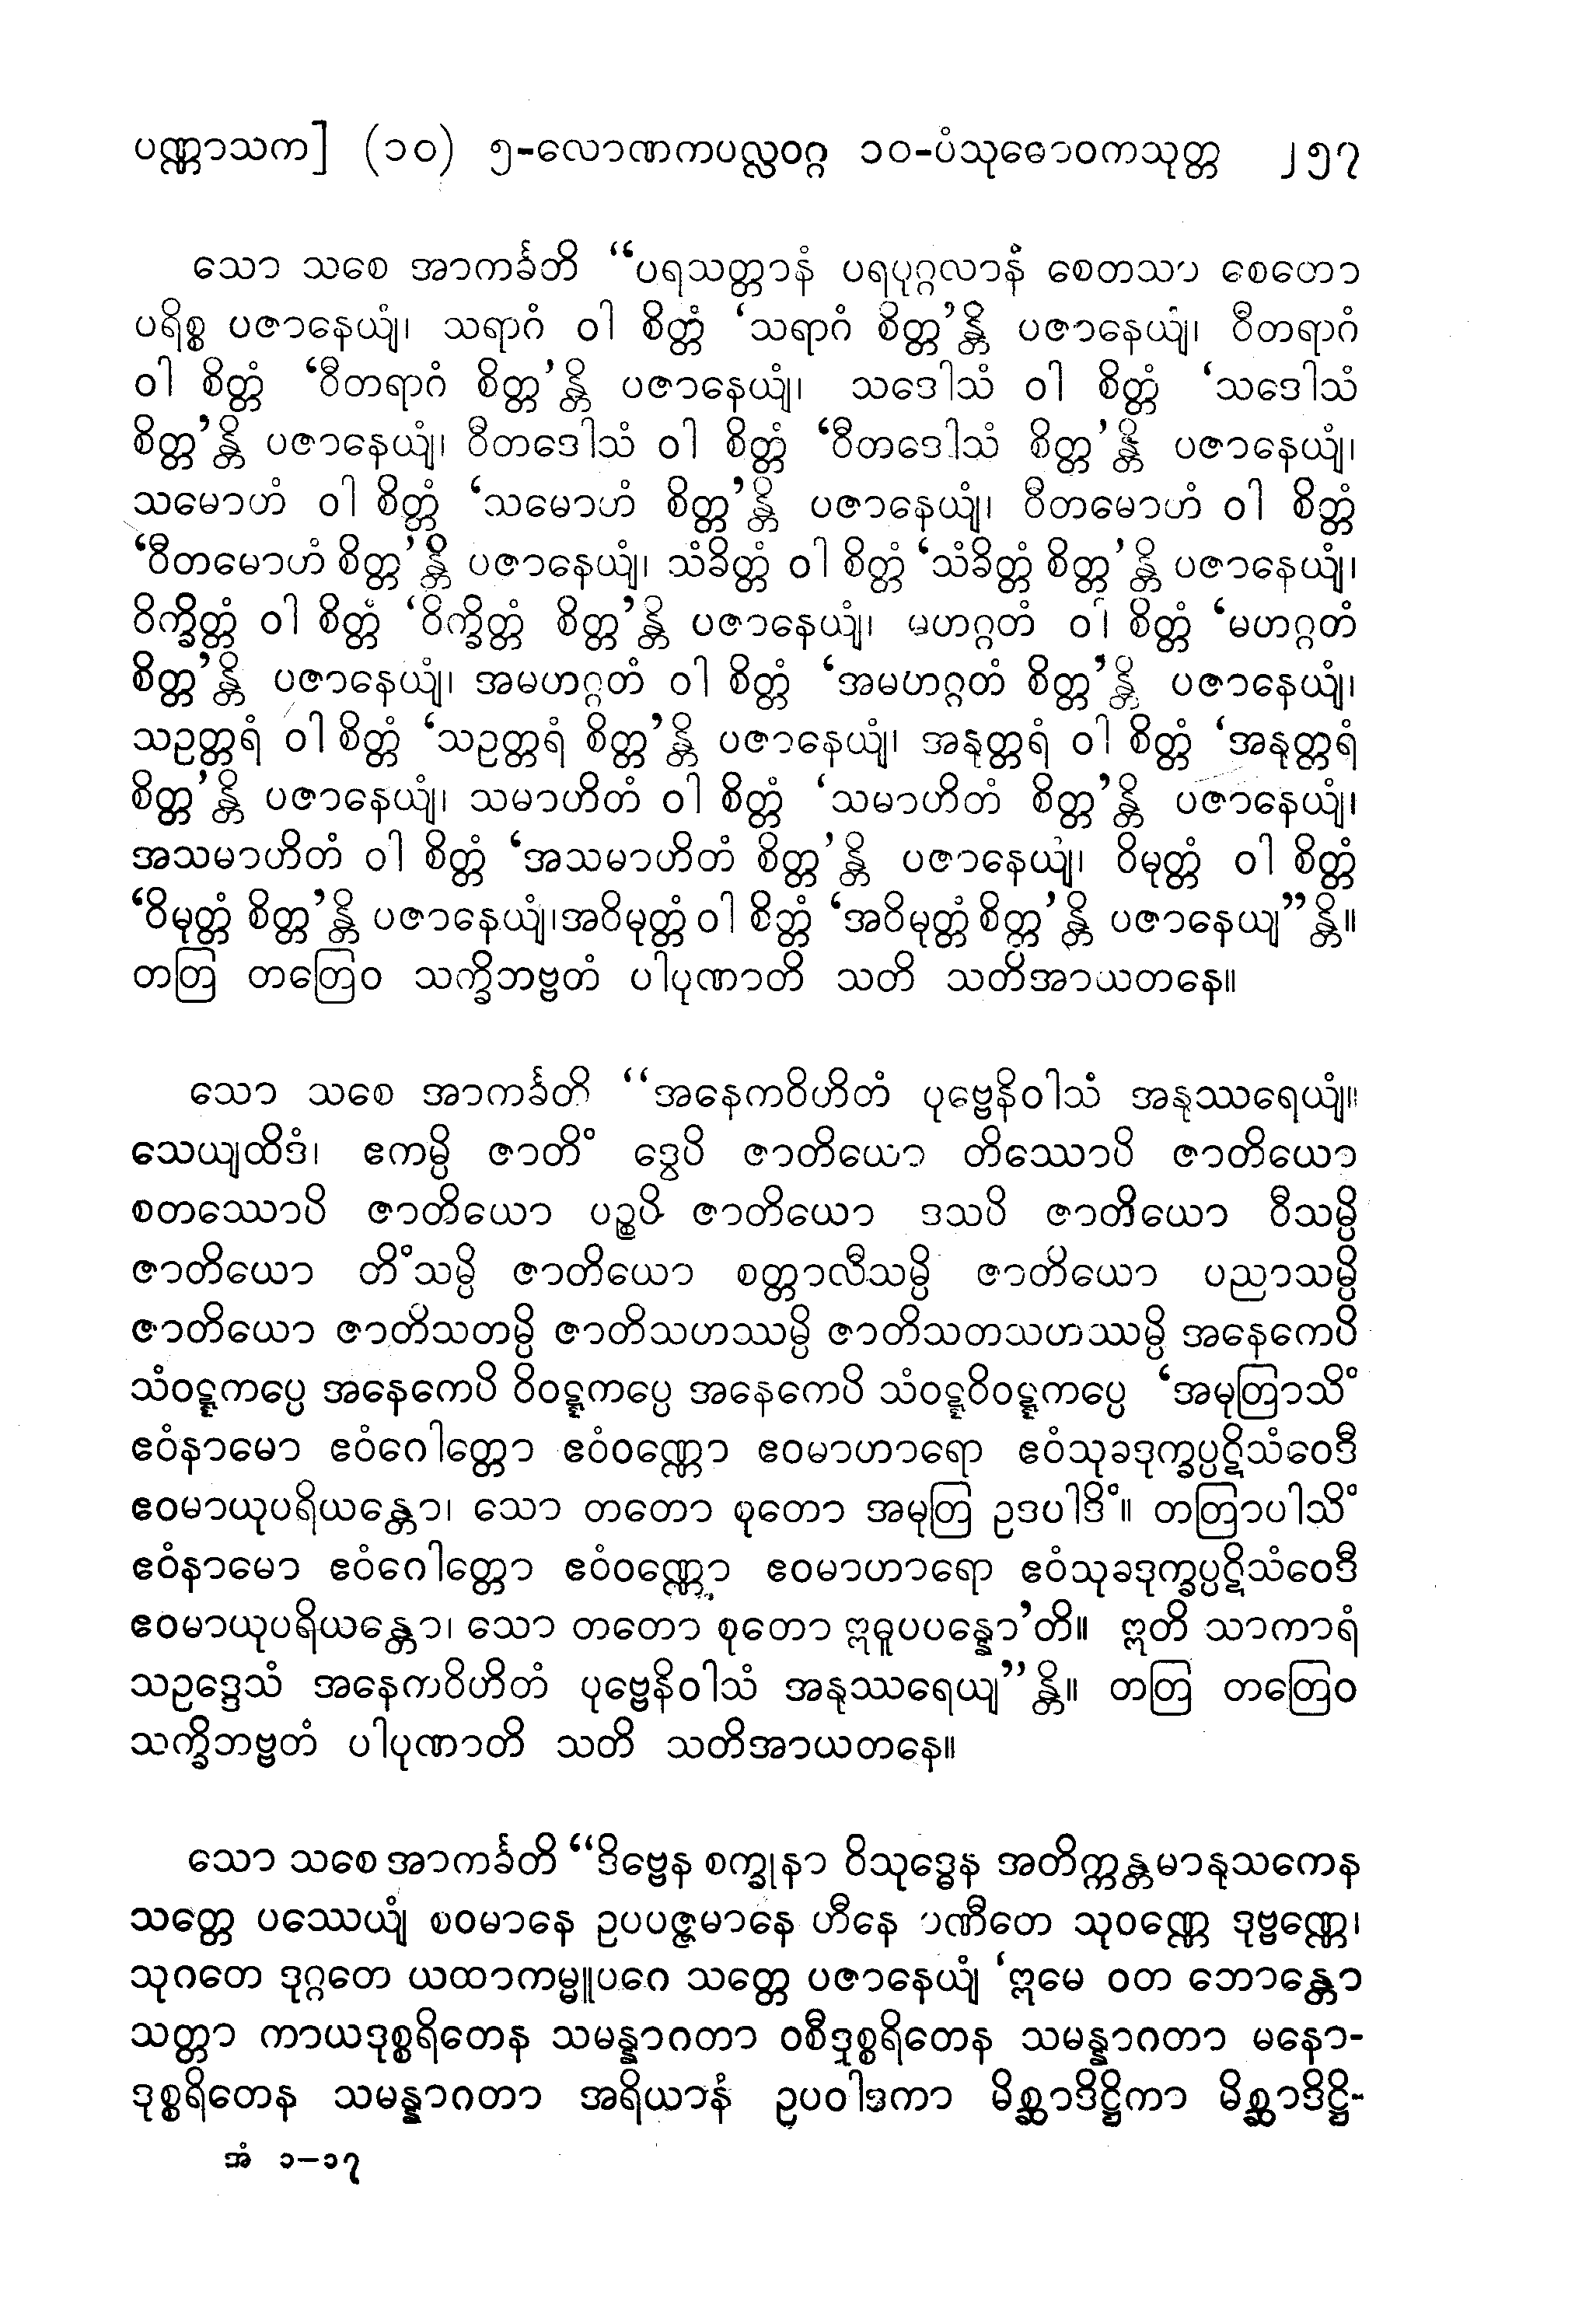 ပဏ္ဏာသက] (၁၀) ၅-လောဏကပလ္လဝဂ္ဂ ၁၀-ပံသုဓောဝကသုတ္တ ၂၅၇
သော သစေ အာကင်္ခတိ “ပရသတ္တာနံ ပရပုဂ္ဂလာနံ စေတသာ စေတော
ပရိစ္စ ပဇာနေယျံ၊ သရာဂံ ဝါ စိတ္တံ ‘သရာဂံ စိတ္တ’န္တိ ပဇာနေယျံ၊ ဝီတရာဂံ
ဝါ စိတ္တံ ‘ဝီတရာဂံ စိတ္တ’န္တိ ပဇာနေယျံ၊ သဒေါသံ ဝါ စိတ္တံ ‘သဒေါသံ
စိတ္တ’န္တိ ပဇာနေယျံ၊ ဝီတဒေါသံ ဝါ စိတ္တံ ‘ဝီတဒေါသံ စိတ္တ’န္တိ ပဇာနေယျံ၊
သမောဟံ ဝါ စိတ္တံ ‘သမောဟံ စိတ္တ’န္တိ ပဇာနေယျံ၊ ဝီတမောဟံ ဝါ စိတ္တံ
‘ဝီတမောဟံ စိတ္တ’န္တိ ပဇာနေယျံ၊ သံခိတ္တံ ဝါ စိတ္တံ ‘သံခိတ္တံ စိတ္တ’န္တိ ပဇာနေယျံ၊
ဝိက္ခိတ္တံ ဝါ စိတ္တံ ‘ဝိက္ခိတ္တံ စိတ္တ’န္တိ ပဇာနေယျံ၊ မဟဂ္ဂတံ ဝါ စိတ္တံ ‘မဟဂ္ဂတံ
စိတ္တ’န္တိ ပဇာနေယျံ၊ အမဟဂ္ဂတံ ဝါ စိတ္တံ ‘အမဟဂ္ဂတံ စိတ္တ’န္တိ ပဇာနေယျံ၊
သဥတ္တရံ ဝါ စိတ္တံ ‘သဥတ္တရံ စိတ္တ’န္တိ ပဇာနေယျံ၊ အနုတ္တရံ ဝါ စိတ္တံ ‘အနုတ္တရံ
စိတ္တ’န္တိ ပဇာနေယျံ၊ သမာဟိတံ ဝါ စိတ္တံ ‘သမာဟိတံ စိတ္တ’န္တိ ပဇာနေယျံ၊
အသမာဟိတံ ဝါ စိတ္တံ ‘အသမာဟိတံ စိတ္တ’န္တိ ပဇာနေယျံ၊ ဝိမုတ္တံ ဝါ စိတ္တံ
‘ဝိမုတ္တံ စိတ္တ’န္တိ ပဇာနေယျံ၊အဝိမုတ္တံ ဝါ စိတ္တံ ‘အဝိမုတ္တံ စိတ္တ’န္တိ ပဇာနေယျ”န္တိ။
တတြ တတြေဝ သက္ခိဘဗ္ဗတံ ပါပုဏာတိ သတိ သတိအာယတနေ။
သော သစေ အာကင်္ခတိ “အနေကဝိဟိတံ ပုဗ္ဗေနိဝါသံ အနုဿရေယျံ။
သေယျထိဒံ၊ ဧကမ္ပိ ဇာတိံ ဒွေပိ ဇာတိယော တိဿောပိ ဇာတိယော
စတဿောပိ ဇာတိယော ပဉ္စပိ ဇာတိယော ဒသပိ ဇာတိယော ဝီသမ္ပိ
ဇာတိယော တိံသမ္ပိ ဇာတိယော စတ္တာလီသမ္ပိ ဇာတိယော ပညာသမ္ပိ
ဇာတိယော ဇာတိသတမ္ပိ ဇာတိသဟဿမ္ပိ ဇာတိသတသဟဿမ္ပိ အနေကေပိ
သံဝဋ္ဋကပ္ပေ အနေကေပိ ဝိဝဋ္ဋကပ္ပေ အနေကေပိ သံဝဋ္ဋဝိဝဋ္ဋကပ္ပေ ‘အမုတြာသိံ
ဧဝံနာမော ဧဝံဂေါတ္တော ဧဝံဝဏ္ဏော ဧဝမာဟာရော ဧဝံသုခဒုက္ခပ္ပဋိသံဝေဒီ
ဧဝမာယုပရိယန္တော၊ သော တတော စုတော အမုတြ ဥဒပါဒိံ။ တတြာပါသိံ
ဧဝံနာမော ဧဝံဂေါတ္တော ဧဝံဝဏ္ဏော ဧဝမာဟာရော ဧဝံသုခဒုက္ခပ္ပဋိသံဝေဒီ
ဧဝမာယုပရိယန္တော၊ သော တတော စုတော ဣဓူပပန္နော’တိ။ ဣတိ သာကာရံ
သဥဒ္ဒေသံ အနေကဝိဟိတံ ပုဗ္ဗေနိဝါသံ အနုဿရေယျ”န္တိ။ တတြ တတြေဝ
သက္ခိဘဗ္ဗတံ ပါပုဏာတိ သတိ သတိအာယတနေ။
သော သစေ အာကင်္ခတိ “ဒိဗ္ဗေန စက္ခုနာ ဝိသုဒ္ဓေန အတိက္ကန္တမာနုသကေန
သတ္တေ ပဿေယျံ စဝမာနေ ဥပပဇ္ဇမာနေ ဟီနေ ပဏီတေ သုဝဏ္ဏေ ဒုဗ္ဗဏ္ဏေ၊
သုဂတေ ဒုဂ္ဂတေ ယထာကမ္မူပဂေ သတ္တေ ပဇာနေယျံ ‘ဣမေ ဝတ ဘောန္တော
သတ္တာ ကာယဒုစ္စရိတေန သမန္နာဂတာ ဝစီဒုစ္စရိတေန သမန္နာဂတာ မနော-
ဒုစ္စရိတေန သမန္နာဂတာ အရိယာနံ ဥပဝါဒကာ မိစ္ဆာဒိဋ္ဌိကာ မိစ္ဆာဒိဋ္ဌိ-
အံ ၁–၁၇